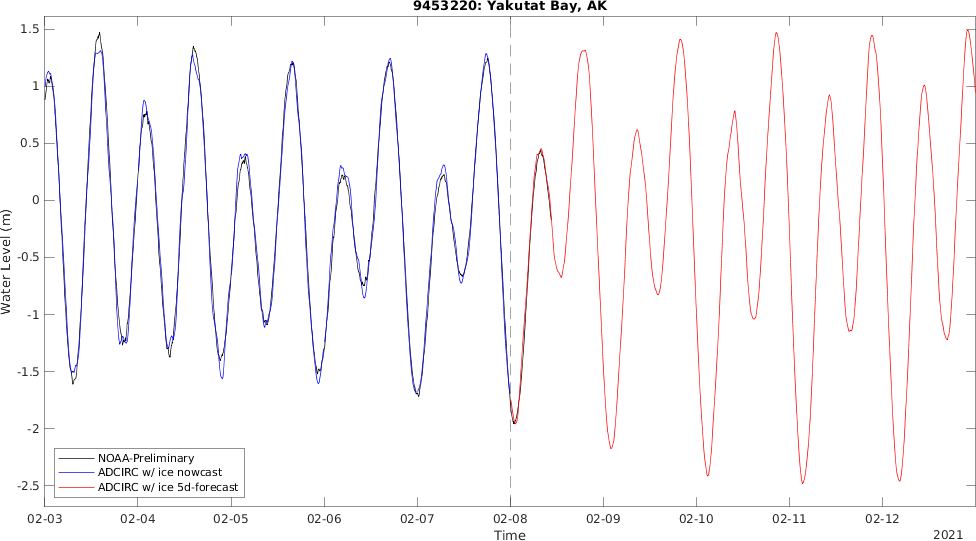 9453220: Yakutat Bay, AK
1.5
1
0.5
0
-0.5
-1
-1.5
-2
-2.5
Water Level (m)
NOAA-Preliminary
ADCIRC w/ ice nowcast
ADCIRC w/ ice 5d-forecast
02-03 02-04 02-05 02-06 02-07 02-08 02-09 02-10 02-11 02-12
Time
2021